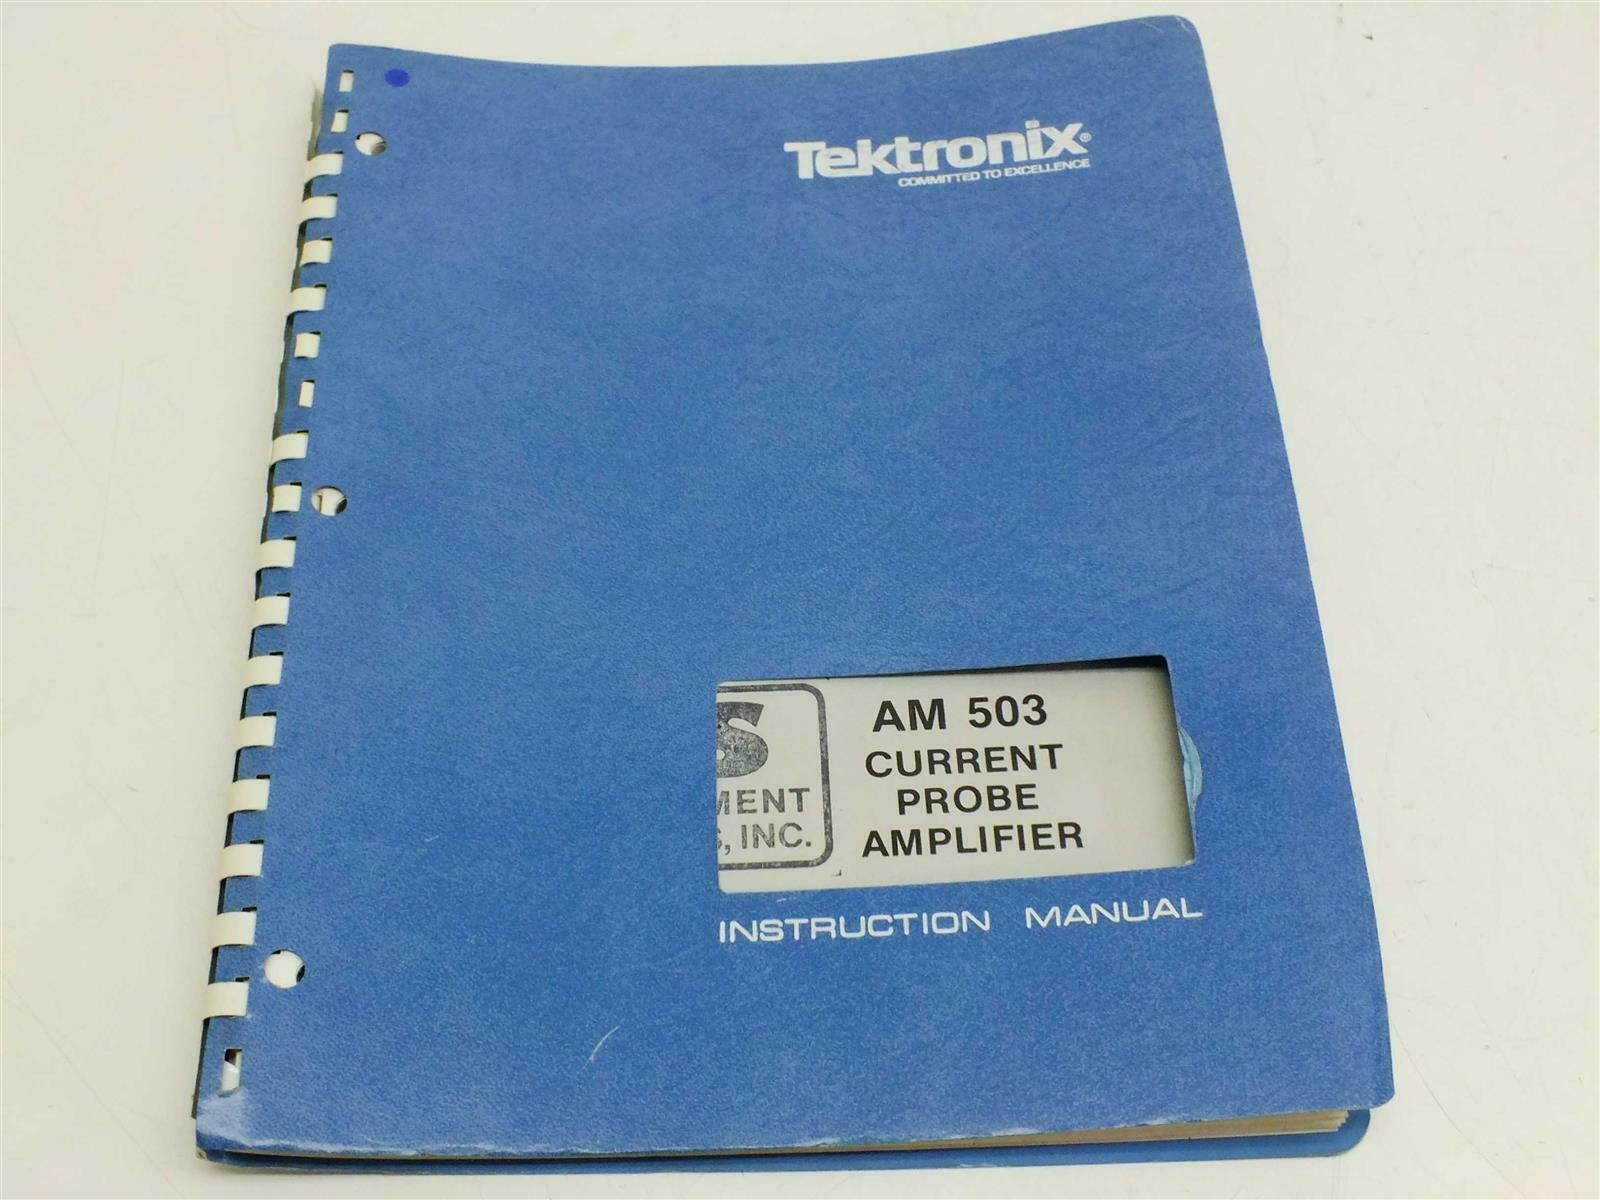 Tektronix®
COMMITTED TO EXCELLENCE
AM 503
CURRENT
PROBE
AMPLIFIER
S
MENT
, INC.
INSTRUCTION MANUAL